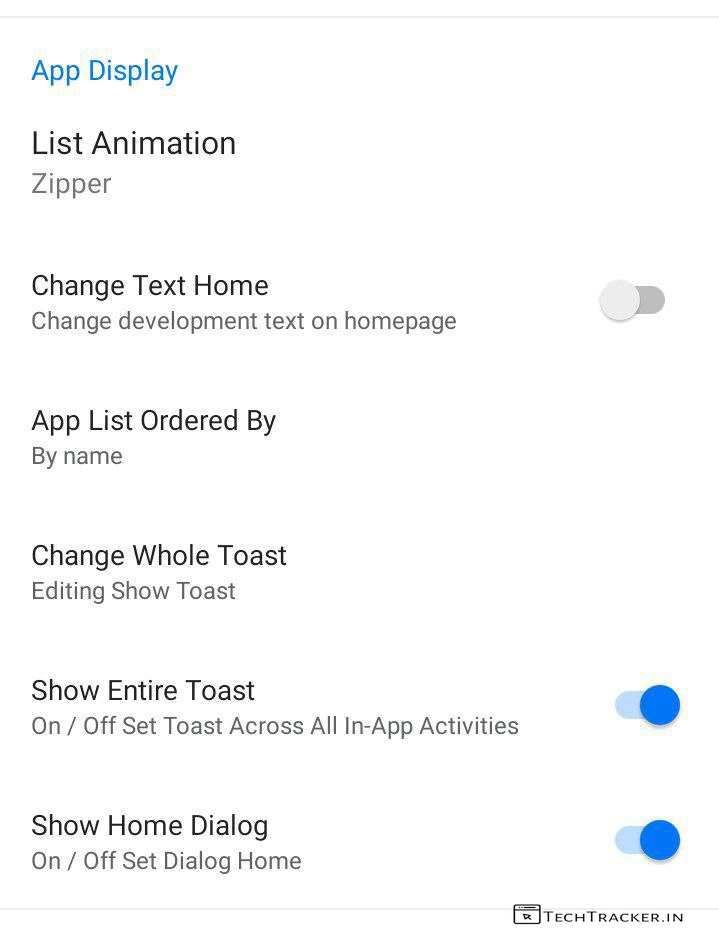 App Display
List Animation
Zipper
Change Text Home
Change development text on homepage
App List Ordered By
By name
Change Whole Toast
Editing Show Toast
Show Entire Toast
On / Off Set Toast Across All In-App Activities
Show Home Dialog
On / Off Set Dialog Home
TECHTRACKER.IN